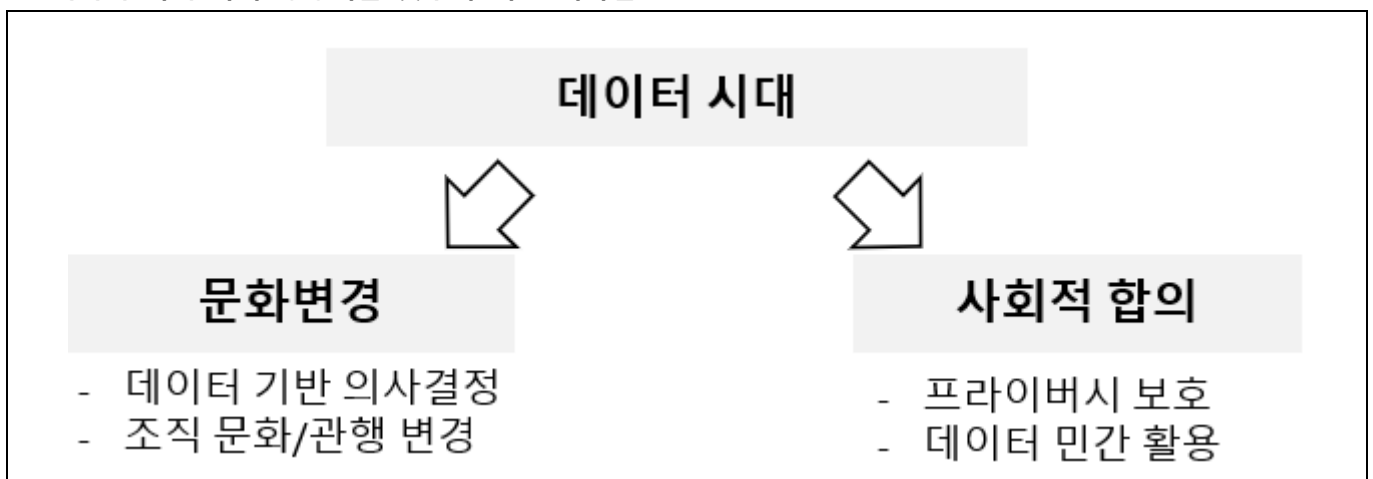 데이터 시대
문화변경
- 데이터 기반 의사결정
- 조직 문화/관행 변경
사회적 합의
- 프라이버시 보호
- 데이터 민간 활용